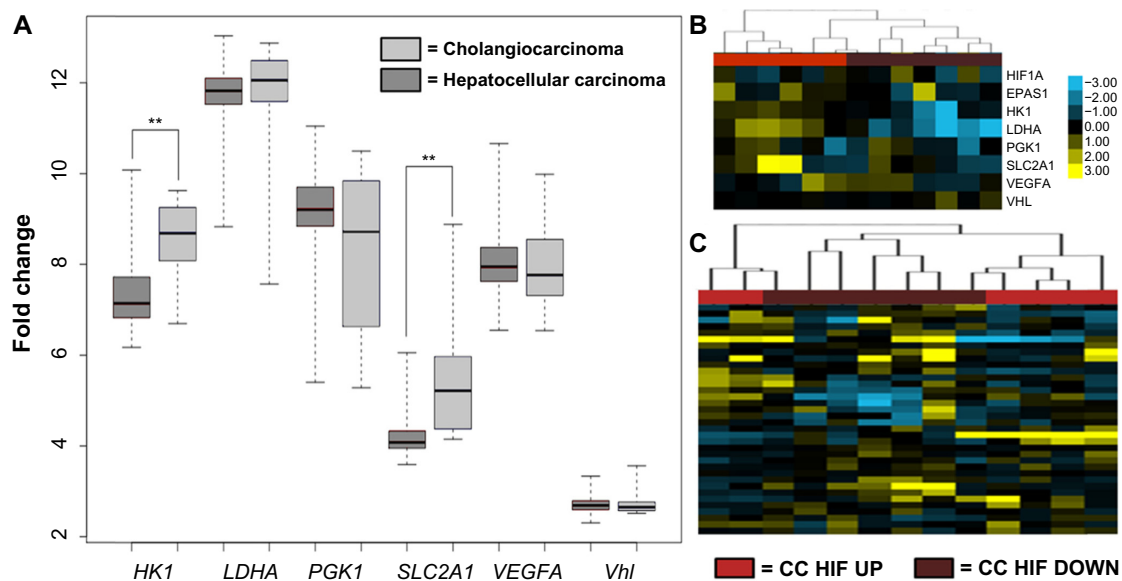 A
= Cholangiocarcinoma
= Hepatocellular carcinoma
**
**
Fold change
12
10
8
6
4
2
HK1 LDHA PGK1 SLC2A1 VEGFA Vhl
B
HIF1A
EPAS1
HK1
LDHA
PGK1
SLC2A1
VEGFA
VHL
−3.00
−2.00
−1.00
0.00
1.00
2.00
3.00
C
= CC HIF UP = CC HIF DOWN